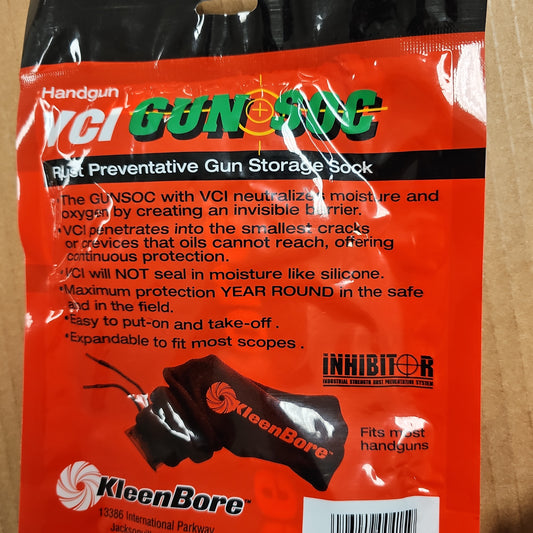 Handgun
VCI GUN SOC
Rust Preventative Gun Storage Sock
•The GUNSOC with VCI neutralizes moisture and
oxygen by creating an invisible barrier.
•VCI penetrates into the smallest cracks
or crevices that oils cannot reach, offering
continuous protection.
•VCI will NOT seal in moisture like silicone.
•Maximum protection YEAR ROUND in the safe
and in the field.
•Easy to put-on and take-off .
•Expandable to fit most scopes .
INHIBITOR
INDUSTRIAL STRENGTH RUST PREVENTATIVE SYSTEM
KleenBore™
Fits most
handguns
KleenBore™
13386 International Parkway